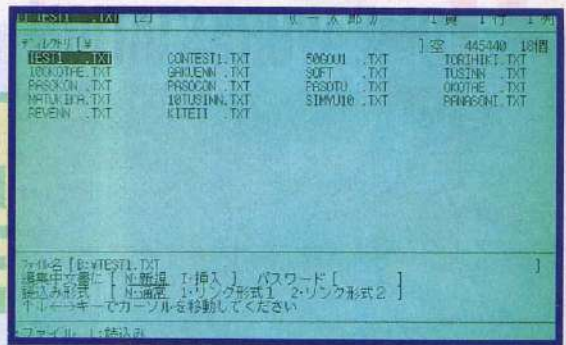 TEST1 .TXT [2] 《 一 太 郎 》 1 頁 1 行 1 列
ディレクトリ [¥ ] 空 445440 18個
TEST1 .TXT CONTEST1.TXT 50GOU1 .TXT TORIHIKI.TXT
100KOTAE.TXT GAKUENN .TXT SOFT .TXT TUSINN .TXT
PASOKON .TXT PASOCON .TXT PASOTU .TXT OKOTAE .TXT
MATUKIKA.TXT 10TUSINN.TXT SIMYU10 .TXT PANASONI.TXT
REVENN .TXT KITEII .TXT
ファイル名 [B:¥TEST1.TXT ]
編集中文書に [ N・新規 I・挿入 ] パスワード [ ]
読込み形式 [ N・通常 1・リンク形式1 2・リンク形式2 ]
↑↓←→キーでカーソルを移動してください
ファイル L:読込み